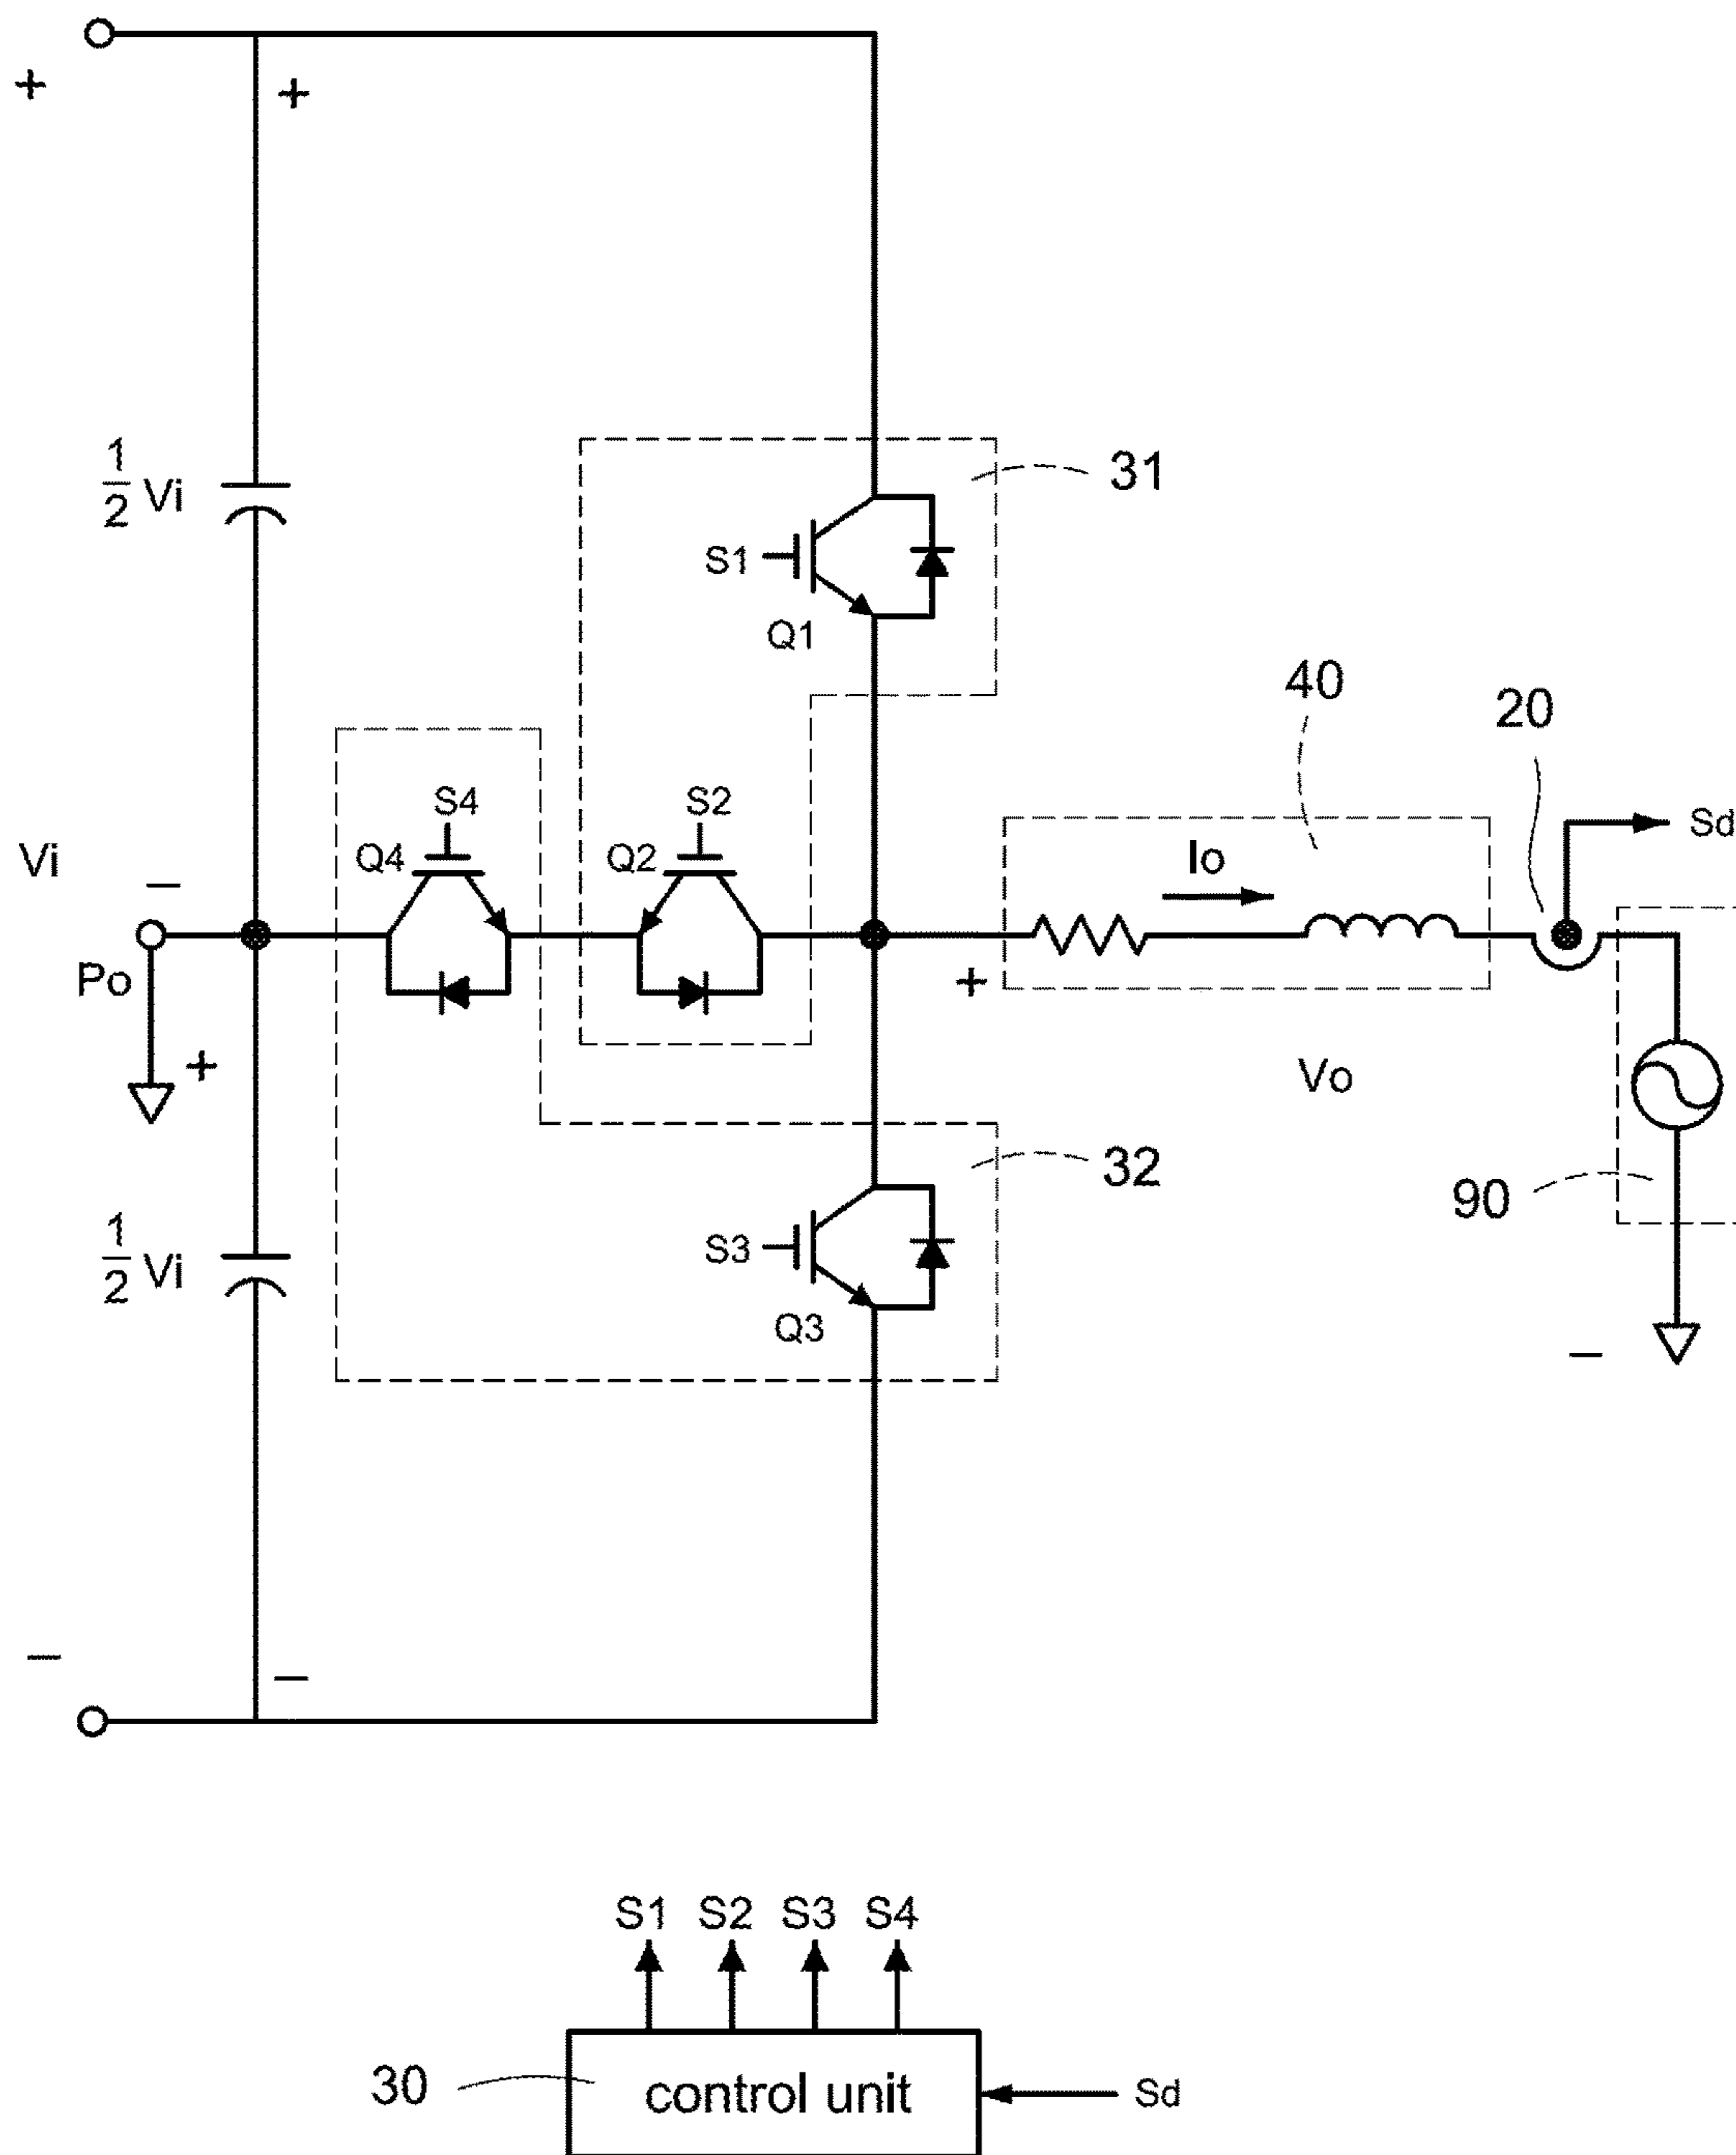 +
+
1/2 Vi
31
S1
Q1
40
20
S4
S2
Sd
Q4
Q2
Io
Vi
−
Po
+
+
Vo
32
90
1/2 Vi
S3
Q3
−
−
−
S1 S2 S3 S4
30
control unit
Sd